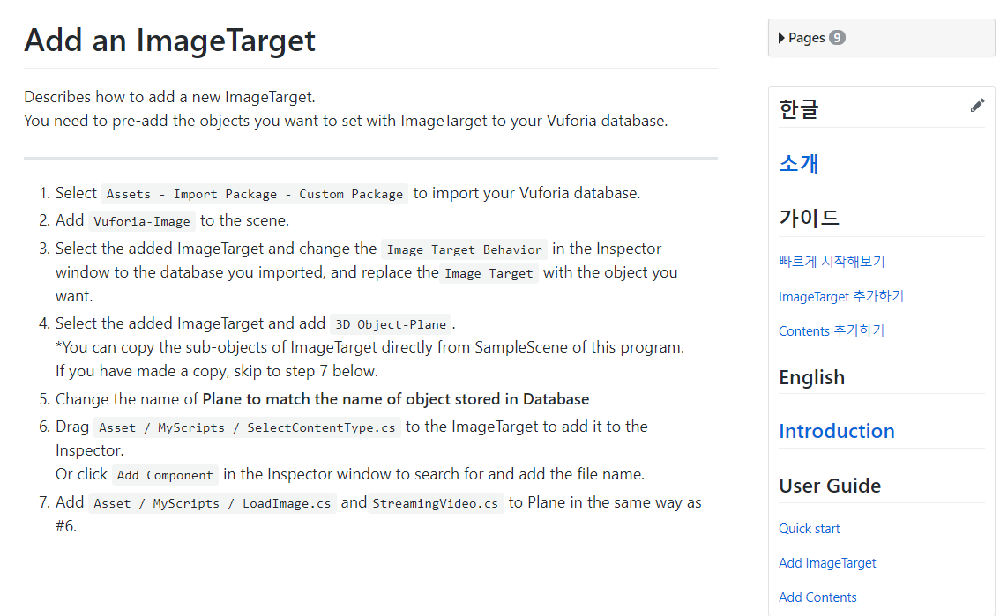 Add an ImageTarget
Describes how to add a new ImageTarget.
You need to pre-add the objects you want to set with ImageTarget to your Vuforia database.
1. Select Assets - Import Package - Custom Package to import your Vuforia database.
2. Add Vuforia-Image to the scene.
3. Select the added ImageTarget and change the Image Target Behavior in the Inspector
window to the database you imported, and replace the Image Target with the object you
want.
4. Select the added ImageTarget and add 3D Object-Plane .
*You can copy the sub-objects of ImageTarget directly from SampleScene of this program.
If you have made a copy, skip to step 7 below.
5. Change the name of Plane to match the name of object stored in Database
6. Drag Asset / MyScripts / SelectContentType.cs to the ImageTarget to add it to the
Inspector.
Or click Add Component in the Inspector window to search for and add the file name.
7. Add Asset / MyScripts / LoadImage.cs and StreamingVideo.cs to Plane in the same way as
#6.
Pages 9
한글
소개
가이드
빠르게 시작해보기
ImageTarget 추가하기
Contents 추가하기
English
Introduction
User Guide
Quick start
Add ImageTarget
Add Contents